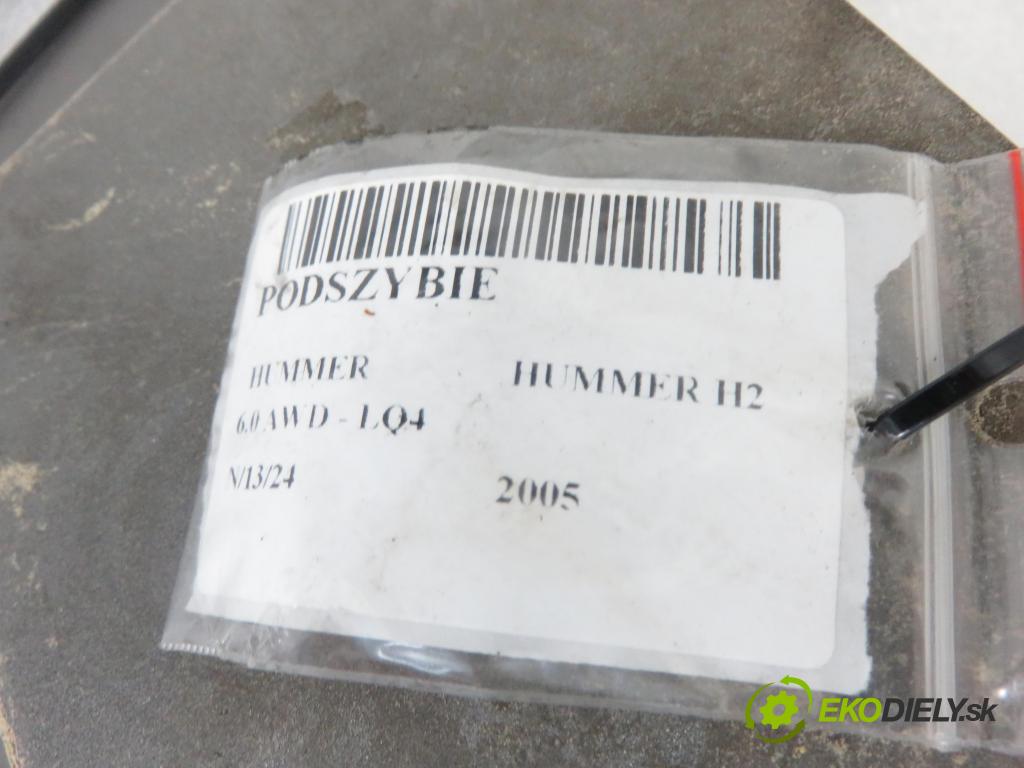 PODSZYBIE
HUMMER HUMMER H2
6.0 AWD - LQ4
N/13/24 2005
EKODIELY.sk